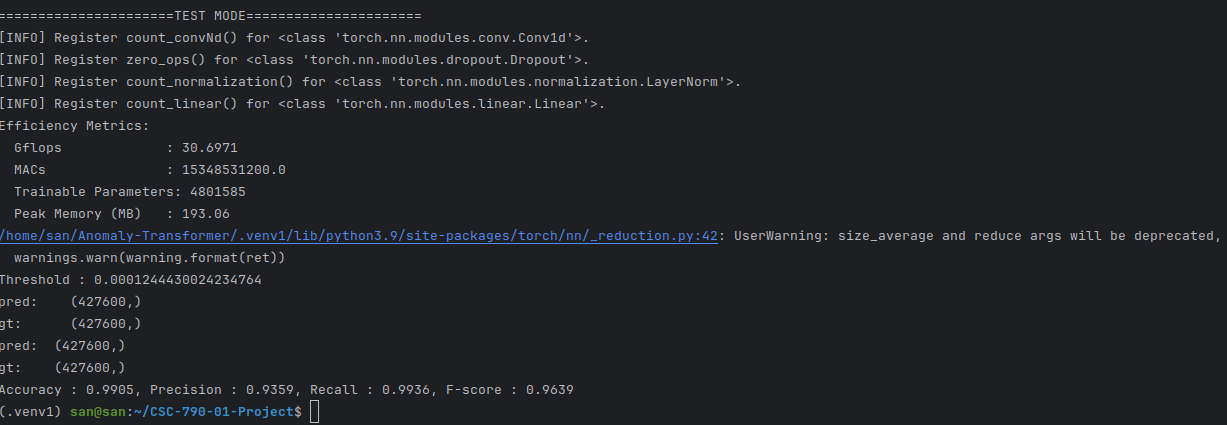 ======================TEST MODE======================
[INFO] Register count_convNd() for <class 'torch.nn.modules.conv.Conv1d'>.
[INFO] Register zero_ops() for <class 'torch.nn.modules.dropout.Dropout'>.
[INFO] Register count_normalization() for <class 'torch.nn.modules.normalization.LayerNorm'>.
[INFO] Register count_linear() for <class 'torch.nn.modules.linear.Linear'>.
Efficiency Metrics:
  Gflops             : 30.6971
  MACs               : 15348531200.0
  Trainable Parameters: 4801585
  Peak Memory (MB)   : 193.06
/home/san/Anomaly-Transformer/.venv1/lib/python3.9/site-packages/torch/nn/_reduction.py:42: UserWarning: size_average and reduce args will be deprecated,
  warnings.warn(warning.format(ret))
Threshold : 0.0001244430024234764
pred:    (427600,)
gt:      (427600,)
pred:  (427600,)
gt:    (427600,)
Accuracy : 0.9905, Precision : 0.9359, Recall : 0.9936, F-score : 0.9639
(.venv1) san@san:~/CSC-790-01-Project$